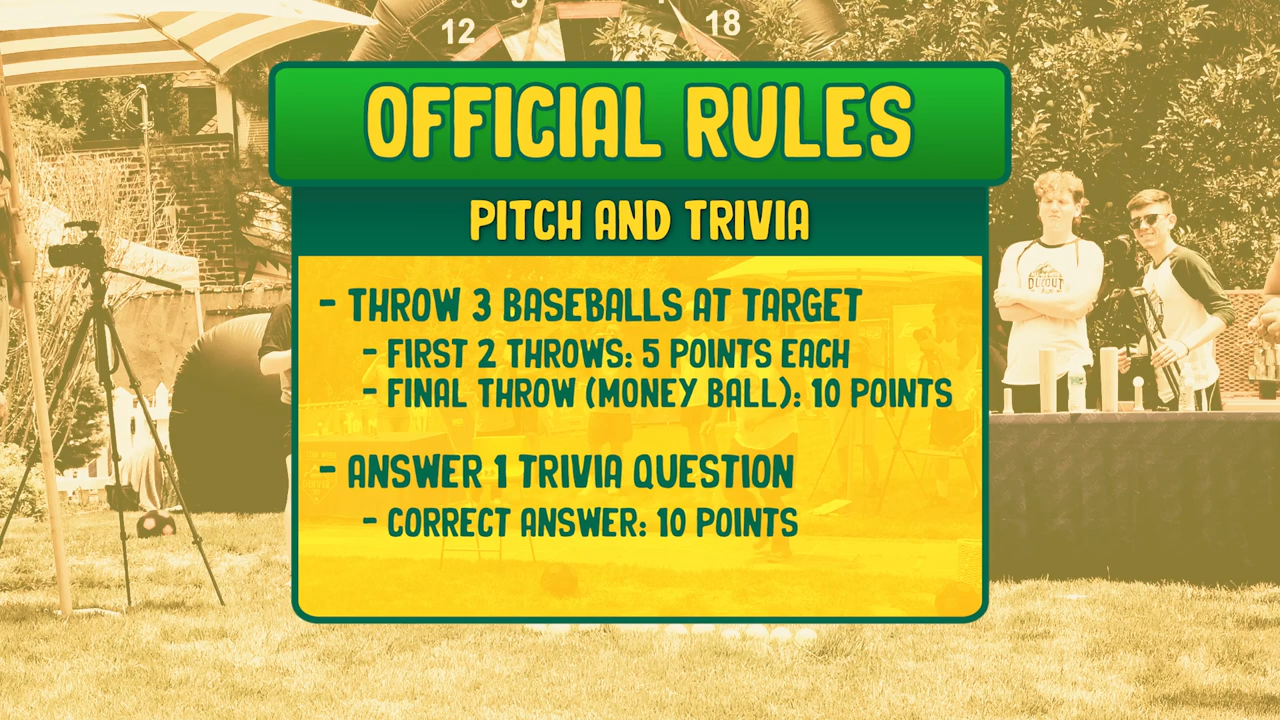 12
18
OFFICIAL RULES
PITCH AND TRIVIA
- THROW 3 BASEBALLS AT TARGET
- FIRST 2 THROWS: 5 POINTS EACH
- FINAL THROW (MONEY BALL): 10 POINTS
- ANSWER 1 TRIVIA QUESTION
- CORRECT ANSWER: 10 POINTS